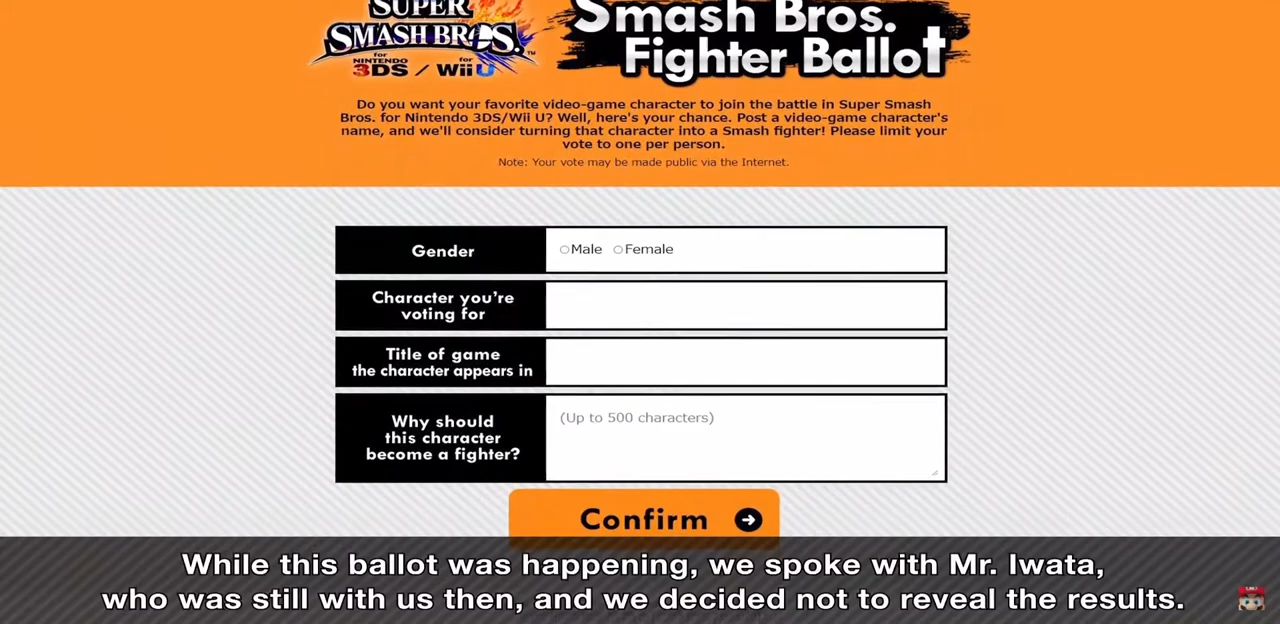 SUPER
SMASH BROS.
for NINTENDO 3DS / for Wii U
TM
Smash Bros.
Fighter Ballot
Do you want your favorite video-game character to join the battle in Super Smash
Bros. for Nintendo 3DS/Wii U? Well, here's your chance. Post a video-game character's
name, and we'll consider turning that character into a Smash fighter! Please limit your
vote to one per person.
Note: Your vote may be made public via the Internet.
Gender
Male Female
Character you're
voting for
Title of game
the character appears in
Why should
this character
become a fighter?
(Up to 500 characters)
Confirm
While this ballot was happening, we spoke with Mr. Iwata,
who was still with us then, and we decided not to reveal the results.